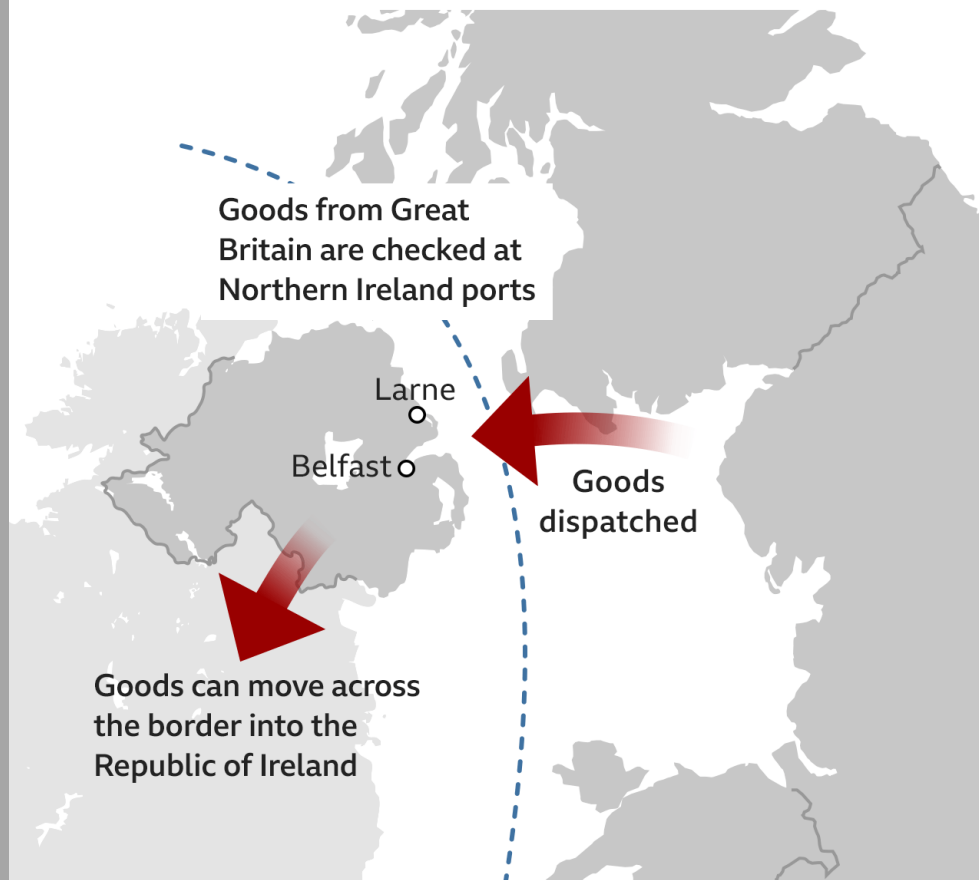 Goods from Great
Britain are checked at
Northern Ireland ports
Larne
Belfast
Goods
dispatched
Goods can move across
the border into the
Republic of Ireland